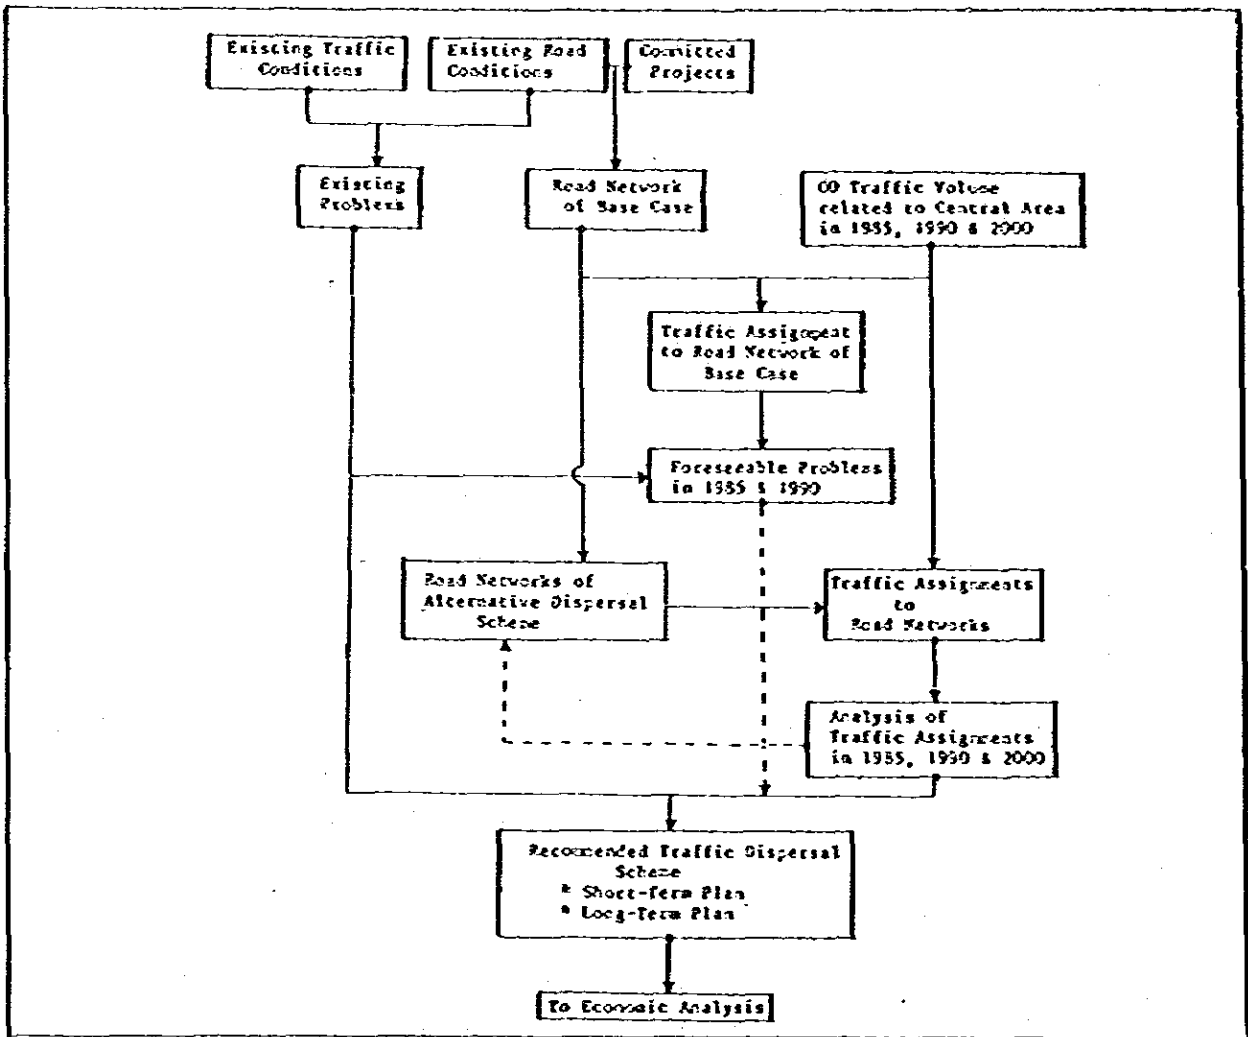 Existing Traffic
Conditions
Existing Road
Conditions
Committed
Projects
Existing
Problems
Road Network
of Base Case
OD Traffic Volume
related to Central Area
in 1985, 1990 & 2000
Traffic Assignment
to Road Network of
Base Case
Foreseeable Problems
in 1985 & 1990
Road Networks of
Alternative Dispersal
Scheme
Traffic Assignments
to
Road Networks
Analysis of
Traffic Assignments
in 1985, 1990 & 2000
Recommended Traffic Dispersal
Scheme
* Short-Term Plan
* Long-Term Plan
To Economic Analysis